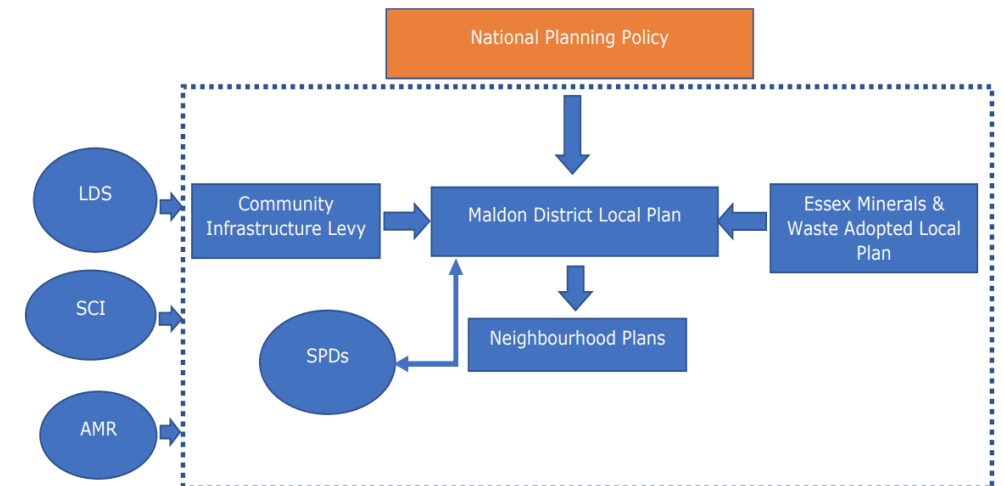 National Planning Policy
LDS
Community
Infrastructure Levy
Maldon District Local Plan
Essex Minerals &
Waste Adopted Local
Plan
SCI
SPDs
Neighbourhood Plans
AMR